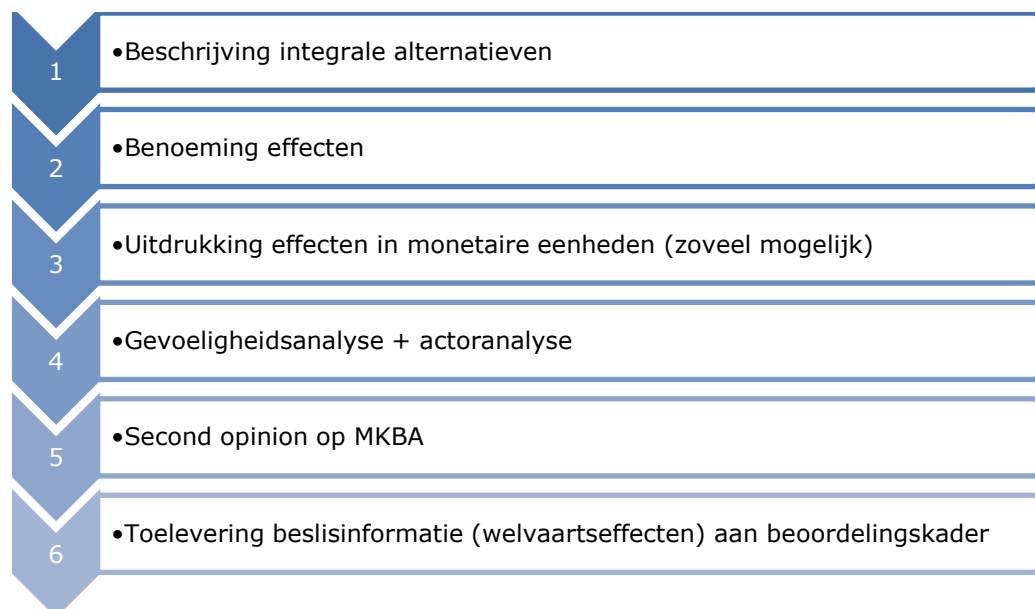 1
•Beschrijving integrale alternatieven
2
•Benoeming effecten
3
•Uitdrukking effecten in monetaire eenheden (zoveel mogelijk)
4
•Gevoeligheidsanalyse + actoranalyse
5
•Second opinion op MKBA
6
•Toelevering beslisinformatie (welvaartseffecten) aan beoordelingskader